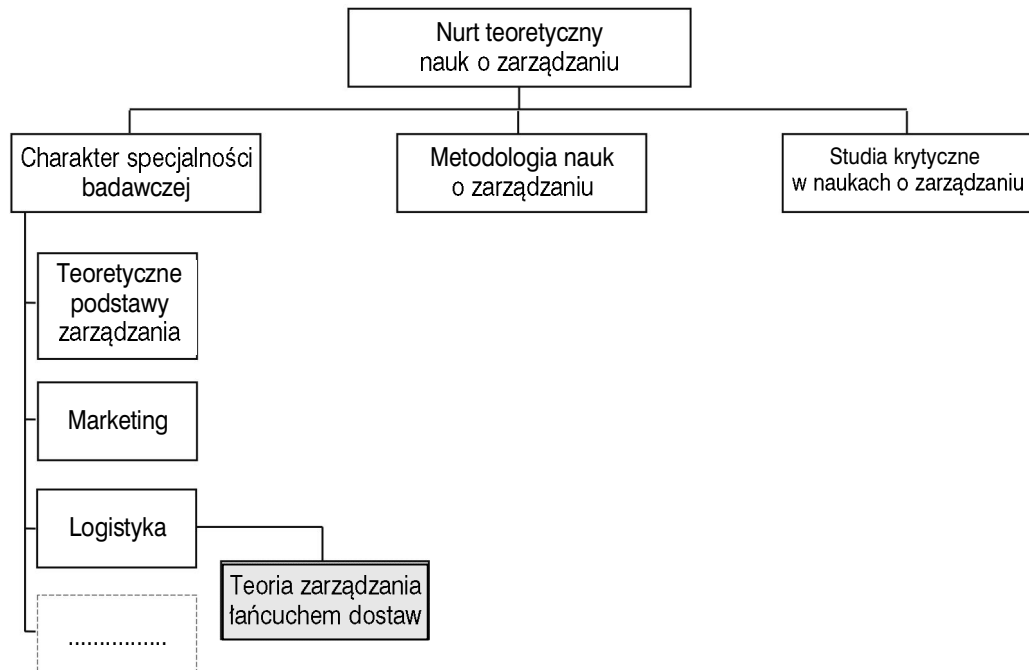 Nurt teoretyczny
nauk o zarządzaniu
Charakter specjalności
badawczej
Metodologia nauk
o zarządzaniu
Studia krytyczne
w naukach o zarządzaniu
Teoretyczne
podstawy
zarządzania
Marketing
Logistyka
Teoria zarządzania
łańcuchem dostaw
................